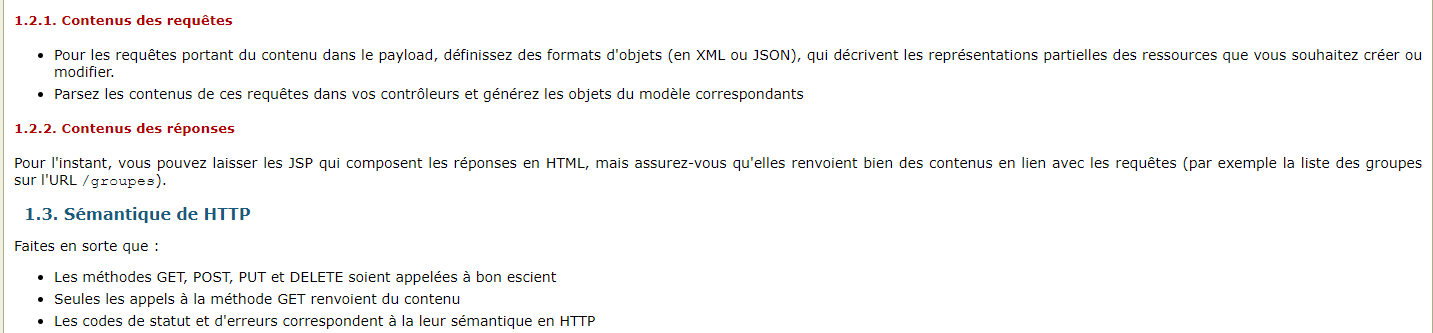 1.2.1. Contenus des requêtes
• Pour les requêtes portant du contenu dans le payload, définissez des formats d'objets (en XML ou JSON), qui décrivent les représentations partielles des ressources que vous souhaitez créer ou
modifier.
• Parsez les contenus de ces requêtes dans vos contrôleurs et générez les objets du modèle correspondants
1.2.2. Contenus des réponses
Pour l'instant, vous pouvez laisser les JSP qui composent les réponses en HTML, mais assurez-vous qu'elles renvoient bien des contenus en lien avec les requêtes (par exemple la liste des groupes
sur l'URL /groupes).
1.3. Sémantique de HTTP
Faites en sorte que :
• Les méthodes GET, POST, PUT et DELETE soient appelées à bon escient
• Seules les appels à la méthode GET renvoient du contenu
• Les codes de statut et d'erreurs correspondent à la leur sémantique en HTTP